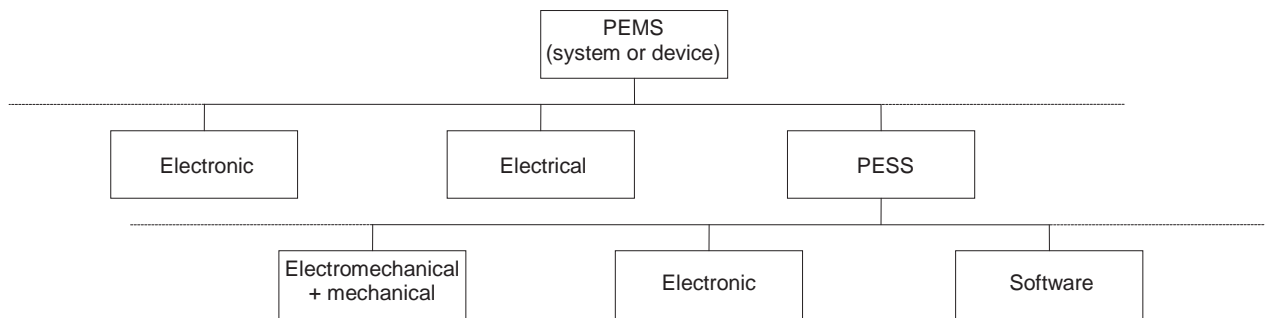 PEMS
(system or device)
Electronic
Electrical
PESS
Electromechanical
+ mechanical
Electronic
Software